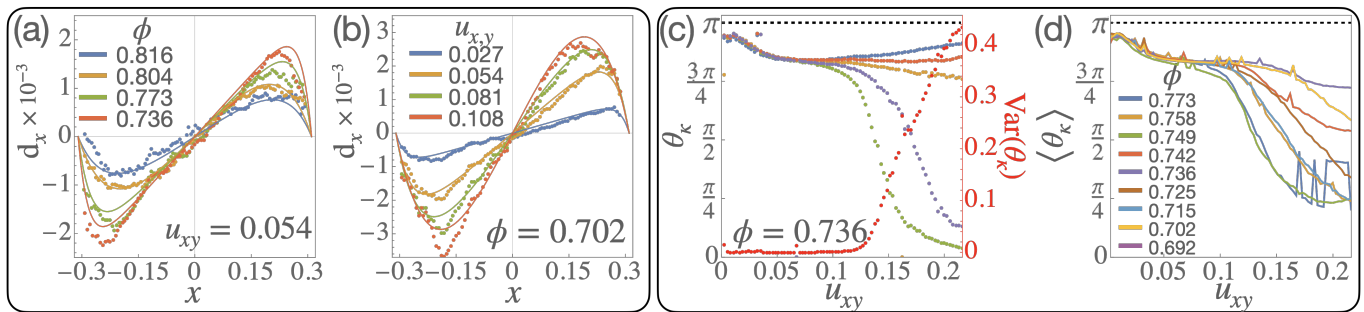 (a)
d_x × 10^−3
2
1
0
−1
−2
ϕ
0.816
0.804
0.773
0.736
u_xy = 0.054
−0.3
−0.15
0
0.15
0.3
x
(b)
d_x × 10^−3
3
2
1
0
−1
−2
−3
u_x,y
0.027
0.054
0.081
0.108
ϕ = 0.702
−0.3
−0.15
0
0.15
0.3
x
(c)
θ_κ
π
3π/4
π/2
π/4
0
ϕ = 0.736
0
0.05
0.1
0.15
0.2
u_xy
0.4
0.3
0.2
0.1
0
Var(θ_κ)
(d)
⟨θ_κ⟩
π
3π/4
π/2
π/4
0
ϕ
0.773
0.758
0.749
0.742
0.736
0.725
0.715
0.702
0.692
0
0.05
0.1
0.15
0.2
u_xy